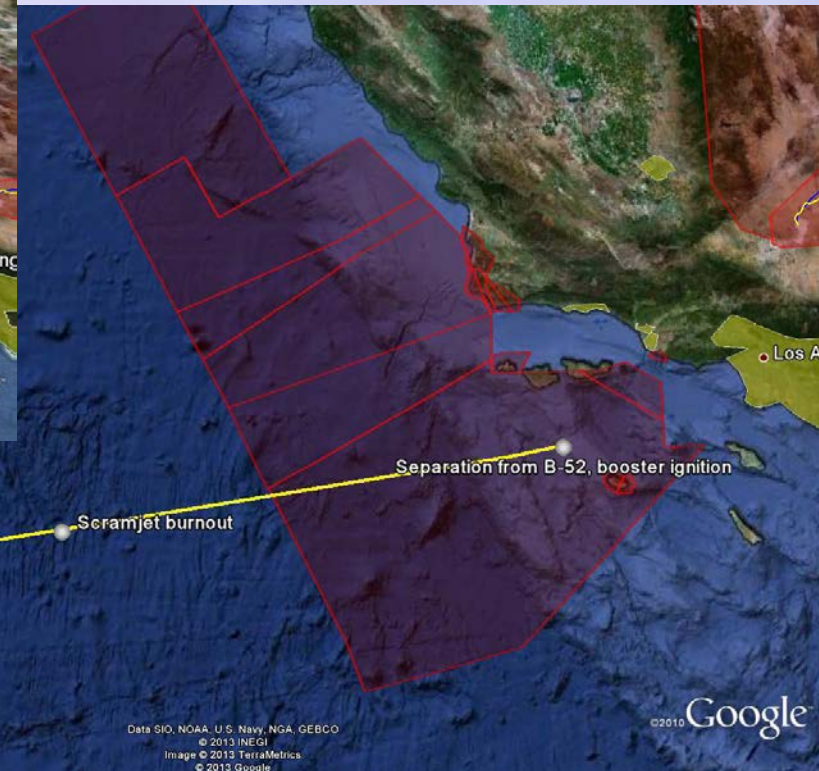 ng
Los A
Separation from B-52, booster ignition
Scramjet burnout
Data SIO, NOAA, U.S. Navy, NGA, GEBCO
© 2013 INEGI
Image © 2013 TerraMetrics
© 2013 Google
©2010 Google